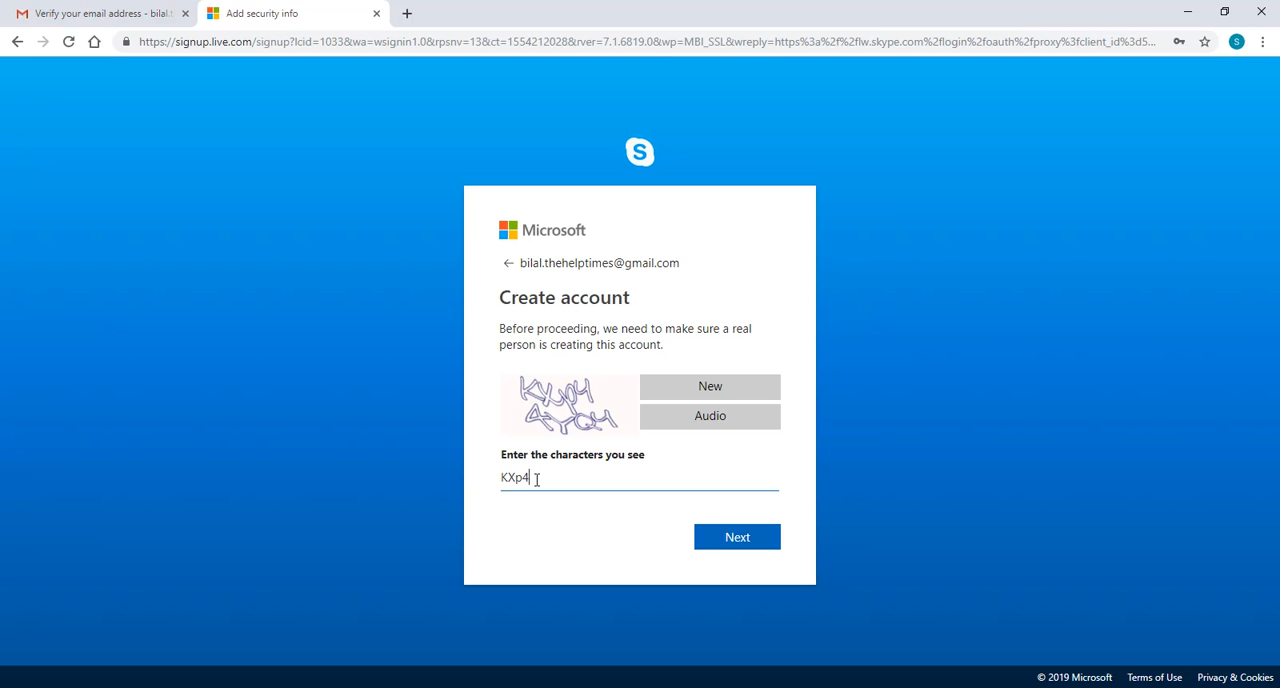 Verify your email address - bilal.t
Add security info
https://signup.live.com/signup?lcid=1033&wa=wsignin1.0&rpsnv=13&ct=1554212028&rver=7.1.6819.0&wp=MBI_SSL&wreply=https%3a%2f%2flw.skype.com%2flogin%2foauth%2fproxy%3fclient_id%3d5...
S
S
Microsoft
bilal.thehelptimes@gmail.com
Create account
Before proceeding, we need to make sure a real
person is creating this account.
New
Audio
Enter the characters you see
KXp4
Next
© 2019 Microsoft Terms of Use Privacy & Cookies